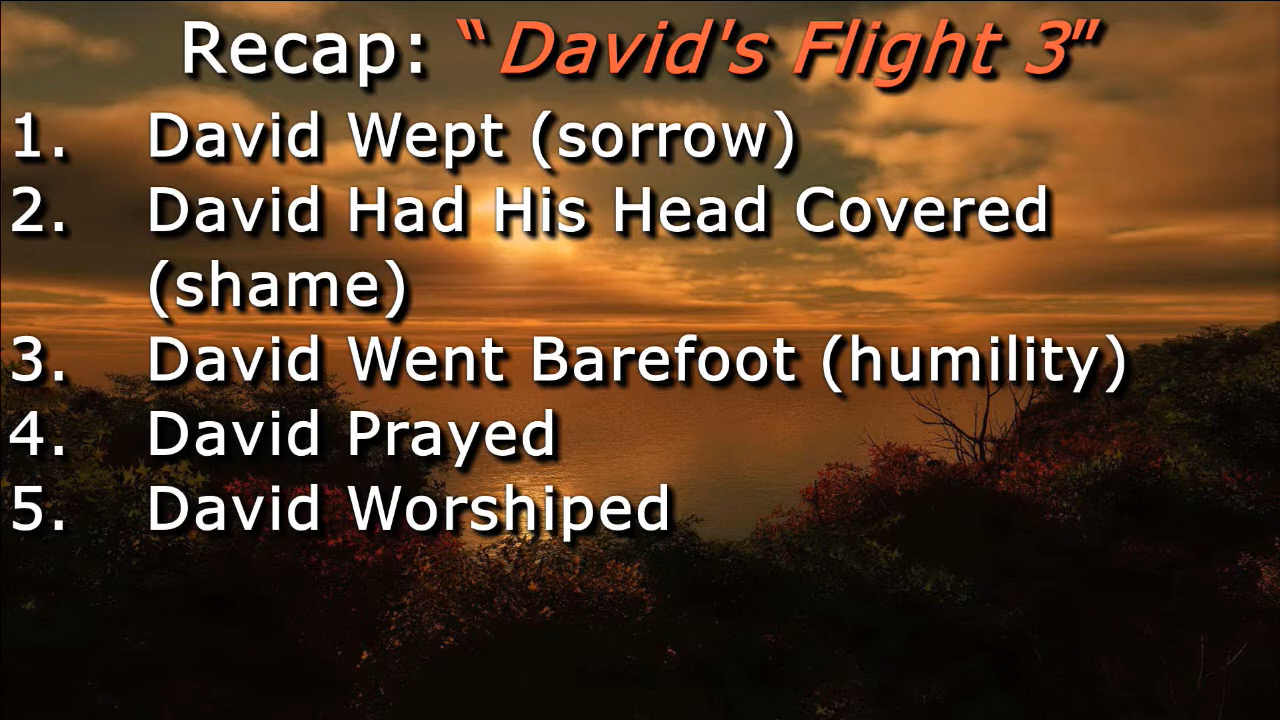 Recap: “David's Flight 3”
1. David Wept (sorrow)
2. David Had His Head Covered
(shame)
3. David Went Barefoot (humility)
4. David Prayed
5. David Worshiped